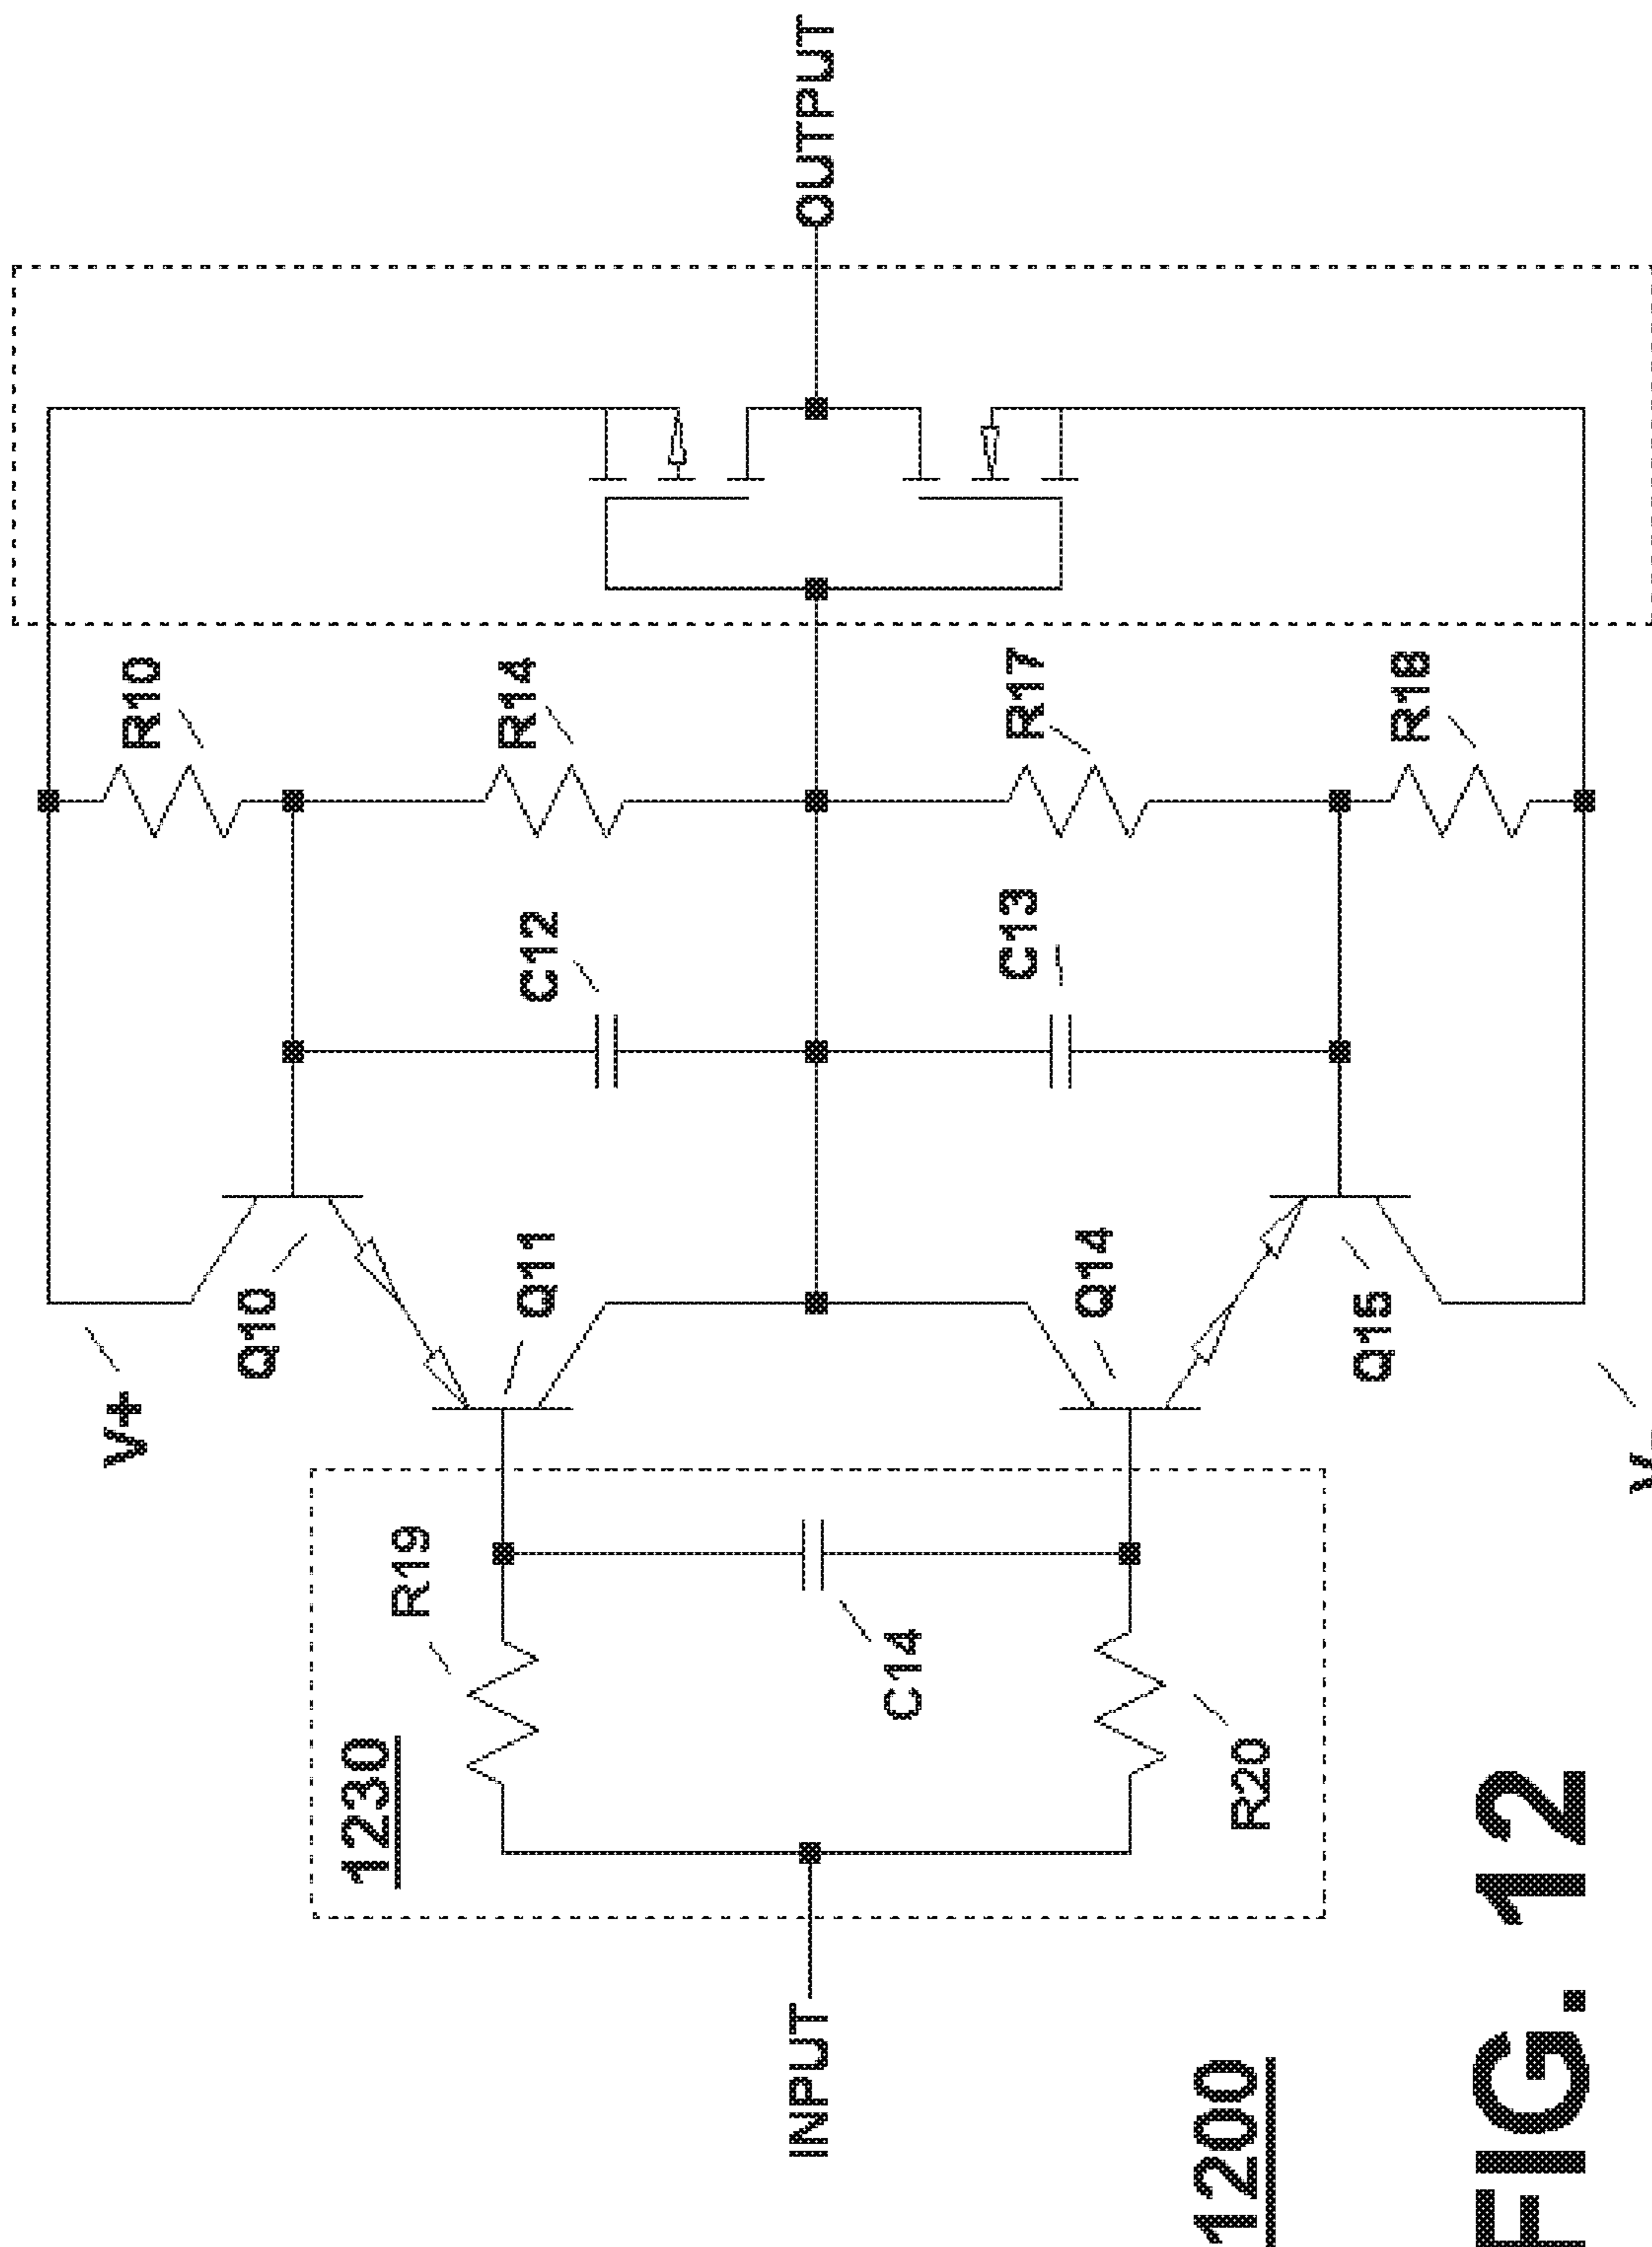 OUTPUT
R10
R14
R17
R18
C12
C13
V+
Q10
Q11
Q14
Q15
R19
1230
C14
R20
INPUT
1200
FIG. 12